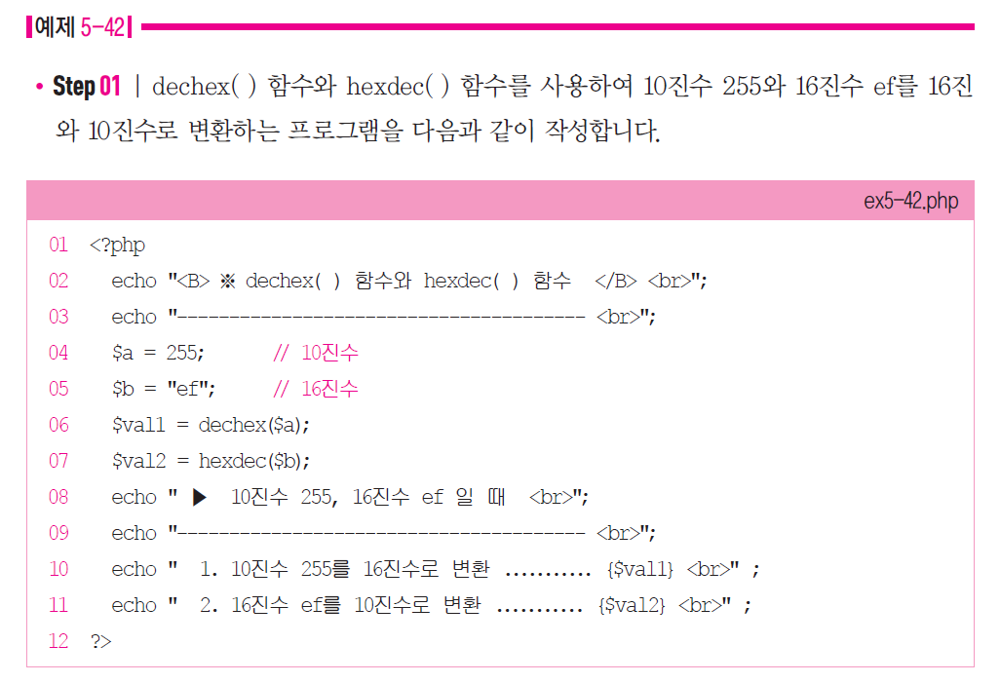 예제 5-42
• Step 01 | dechex( ) 함수와 hexdec( ) 함수를 사용하여 10진수 255와 16진수 ef를 16진
와 10진수로 변환하는 프로그램을 다음과 같이 작성합니다.
ex5-42.php
01 <?php
02 echo "<B> ※ dechex( ) 함수와 hexdec( ) 함수 </B> <br>";
03 echo "--------------------------------------- <br>";
04 $a = 255; // 10진수
05 $b = "ef"; // 16진수
06 $val1 = dechex($a);
07 $val2 = hexdec($b);
08 echo " ▶ 10진수 255, 16진수 ef 일 때 <br>";
09 echo "--------------------------------------- <br>";
10 echo " 1. 10진수 255를 16진수로 변환 ........... {$val1} <br>" ;
11 echo " 2. 16진수 ef를 10진수로 변환 ........... {$val2} <br>" ;
12 ?>